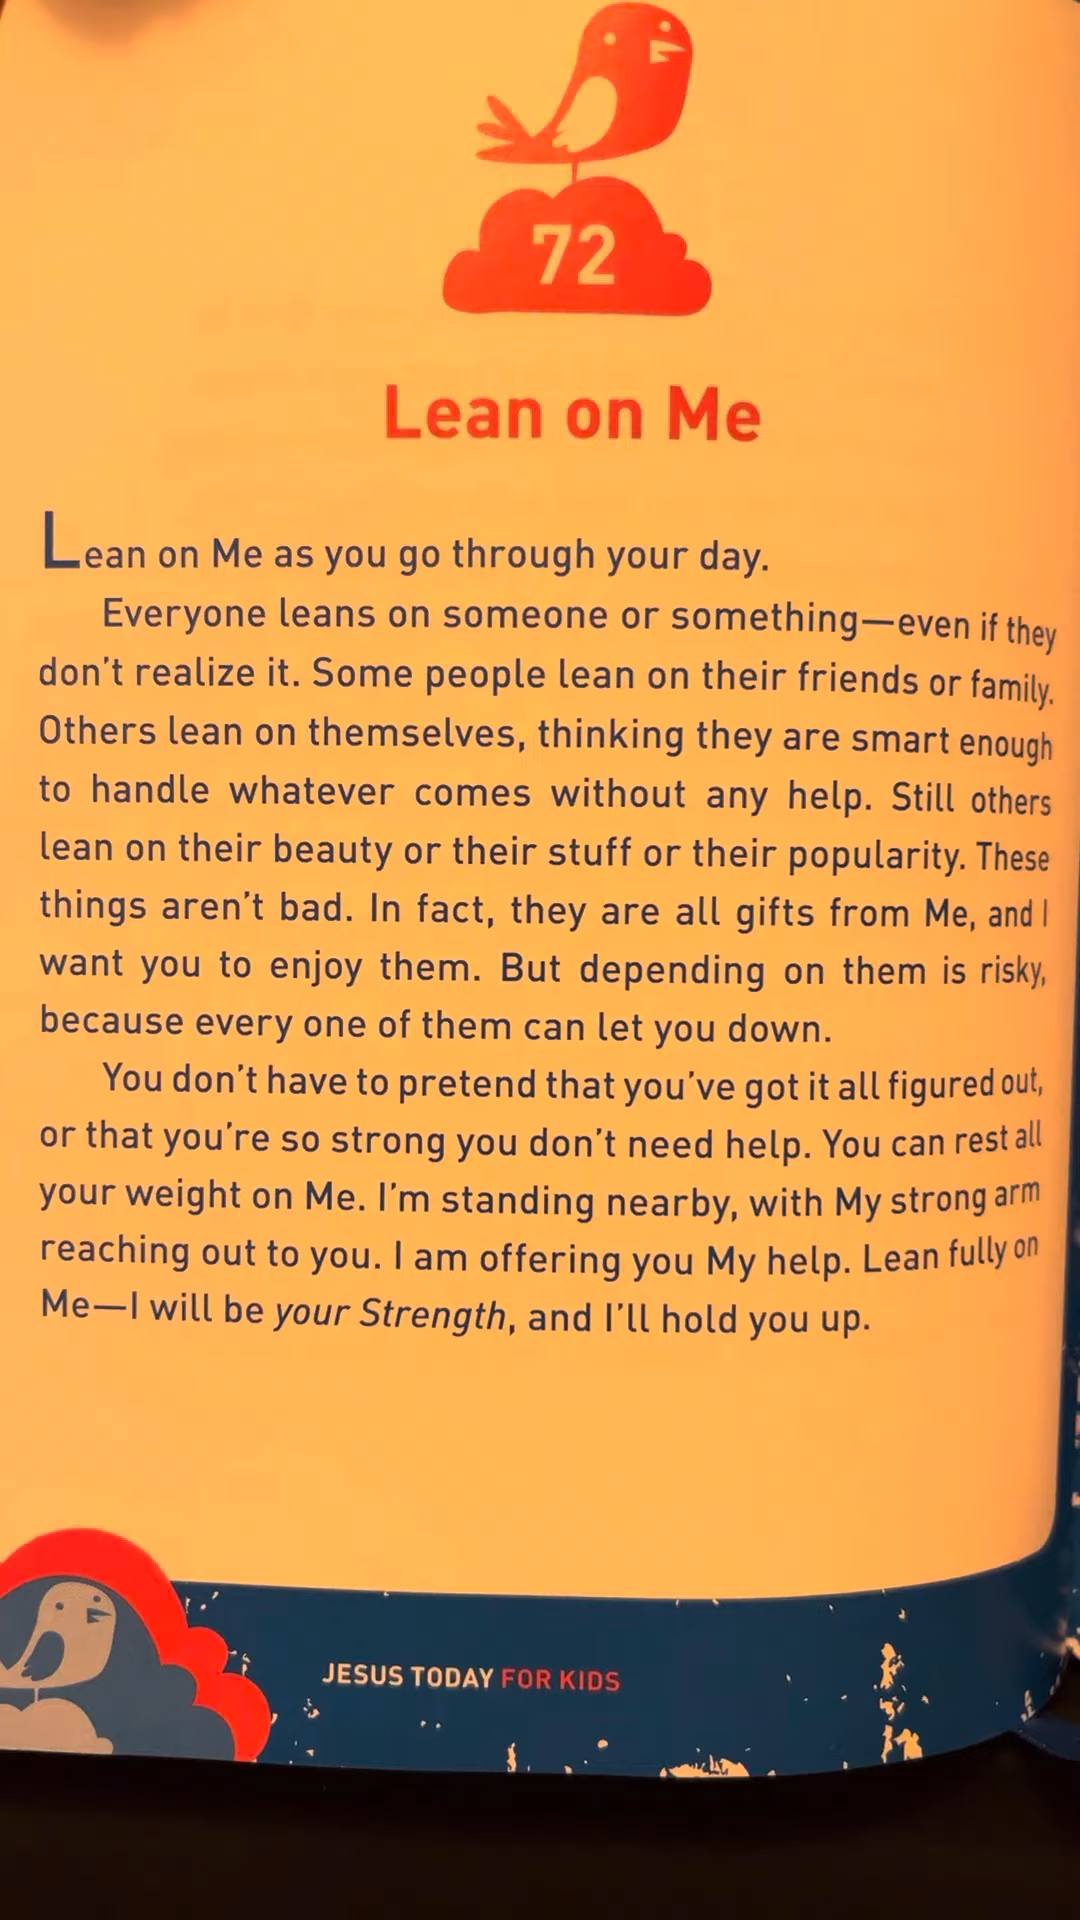 72
Lean on Me
Lean on Me as you go through your day.
Everyone leans on someone or something—even if they
don't realize it. Some people lean on their friends or family.
Others lean on themselves, thinking they are smart enough
to handle whatever comes without any help. Still others
lean on their beauty or their stuff or their popularity. These
things aren't bad. In fact, they are all gifts from Me, and I
want you to enjoy them. But depending on them is risky,
because every one of them can let you down.
You don't have to pretend that you've got it all figured out,
or that you're so strong you don't need help. You can rest all
your weight on Me. I'm standing nearby, with My strong arm
reaching out to you. I am offering you My help. Lean fully on
Me—I will be your Strength, and I'll hold you up.
JESUS TODAY FOR KIDS